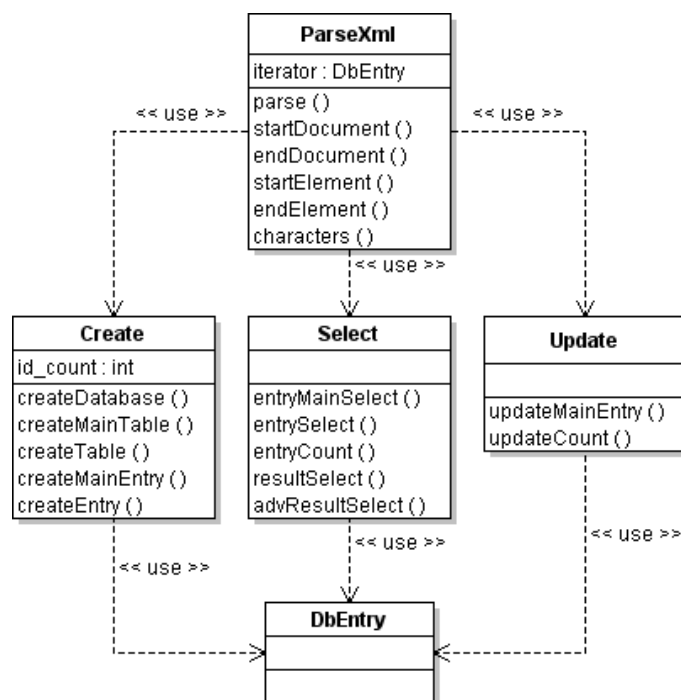 ParseXml
iterator : DbEntry
parse ( )
startDocument ( )
endDocument ( )
startElement ( )
endElement ( )
characters ( )
<< use >>
<< use >>
<< use >>
Create
id_count : int
createDatabase ( )
createMainTable ( )
createTable ( )
createMainEntry ( )
createEntry ( )
Select
entryMainSelect ( )
entrySelect ( )
entryCount ( )
resultSelect ( )
advResultSelect ( )
Update
updateMainEntry ( )
updateCount ( )
<< use >>
<< use >>
<< use >>
DbEntry